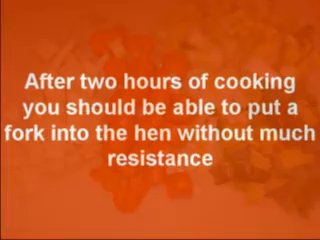 After two hours of cooking
you should be able to put a
fork into the hen without much
resistance